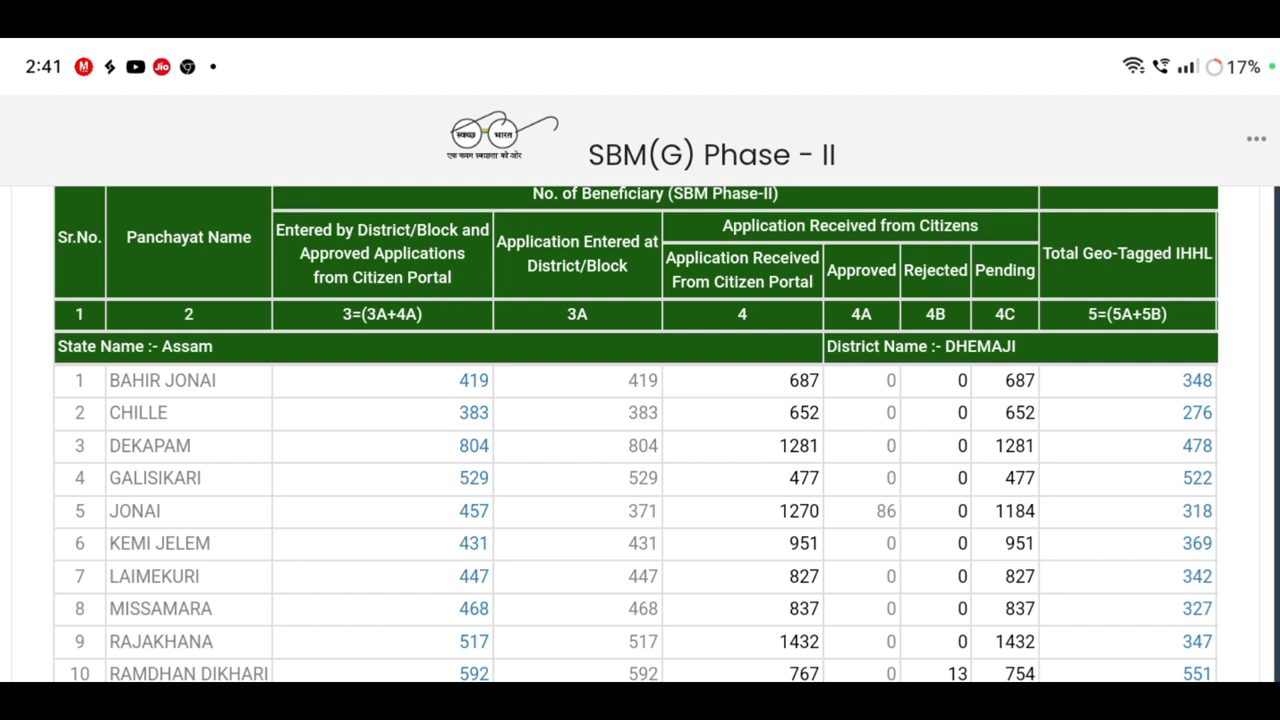 2:41 M Jio 17%
स्वच्छ भारत
एक कदम स्वच्छता की ओर
SBM(G) Phase - II
Sr.No. Panchayat Name No. of Beneficiary (SBM Phase-II)
Entered by District/Block and Approved Applications from Citizen Portal Application Entered at District/Block Application Received from Citizens Total Geo-Tagged IHHL
Application Received From Citizen Portal Approved Rejected Pending
1 2 3=(3A+4A) 3A 4 4A 4B 4C 5=(5A+5B)
State Name :- Assam District Name :- DHEMAJI
1 BAHIR JONAI 419 419 687 0 0 687 348
2 CHILLE 383 383 652 0 0 652 276
3 DEKAPAM 804 804 1281 0 0 1281 478
4 GALISIKARI 529 529 477 0 0 477 522
5 JONAI 457 371 1270 86 0 1184 318
6 KEMI JELEM 431 431 951 0 0 951 369
7 LAIMEKURI 447 447 827 0 0 827 342
8 MISSAMARA 468 468 837 0 0 837 327
9 RAJAKHANA 517 517 1432 0 0 1432 347
10 RAMDHAN DIKHARI 592 592 767 0 13 754 551